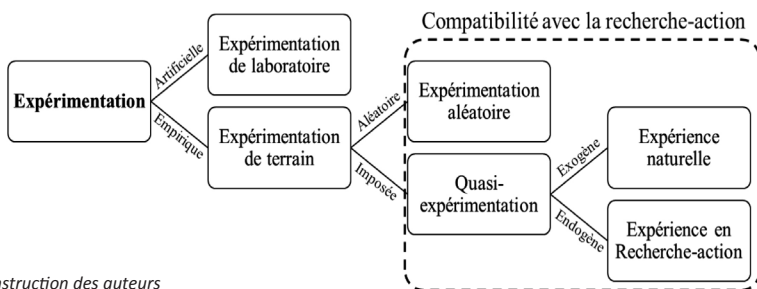 Compatibilité avec la recherche-action
Expérimentation
Artificielle
Empirique
Expérimentation
de laboratoire
Expérimentation
de terrain
Aléatoire
Imposée
Expérimentation
aléatoire
Quasi-
expérimentation
Exogène
Endogène
Expérience
naturelle
Expérience en
Recherche-action
nstruction des auteurs